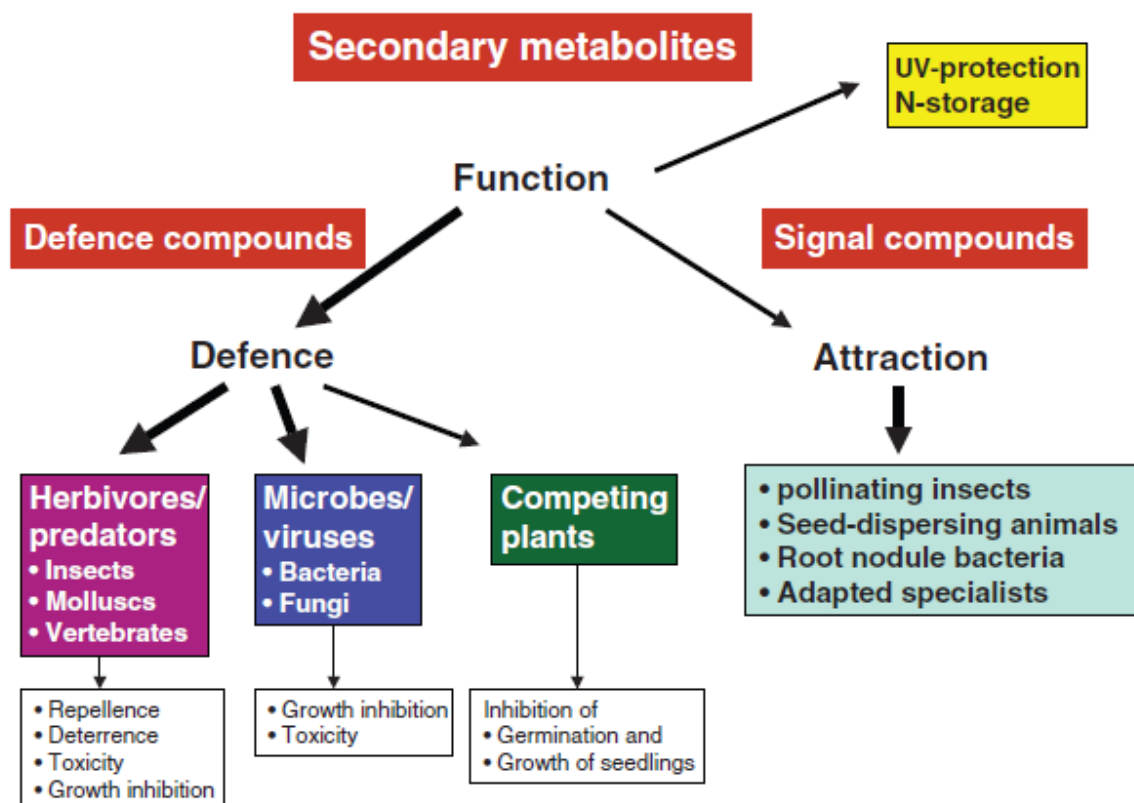 Secondary metabolites
UV-protection
N-storage
Function
Defence compounds
Signal compounds
Defence
Attraction
Herbivores/
predators
• Insects
• Molluscs
• Vertebrates
Microbes/
viruses
• Bacteria
• Fungi
Competing
plants
• pollinating insects
• Seed-dispersing animals
• Root nodule bacteria
• Adapted specialists
• Repellence
• Deterrence
• Toxicity
• Growth inhibition
• Growth inhibition
• Toxicity
Inhibition of
• Germination and
• Growth of seedlings